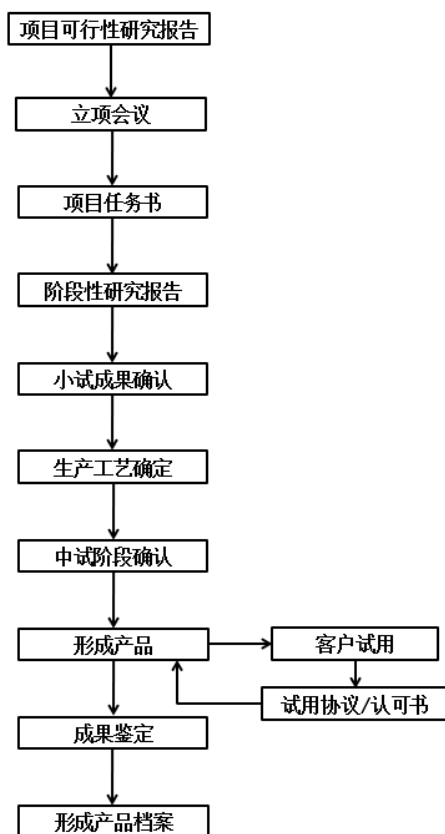 项目可行性研究报告
立项会议
项目任务书
阶段性研究报告
小试成果确认
生产工艺确定
中试阶段确认
形成产品
客户试用
试用协议/认可书
成果鉴定
形成产品档案